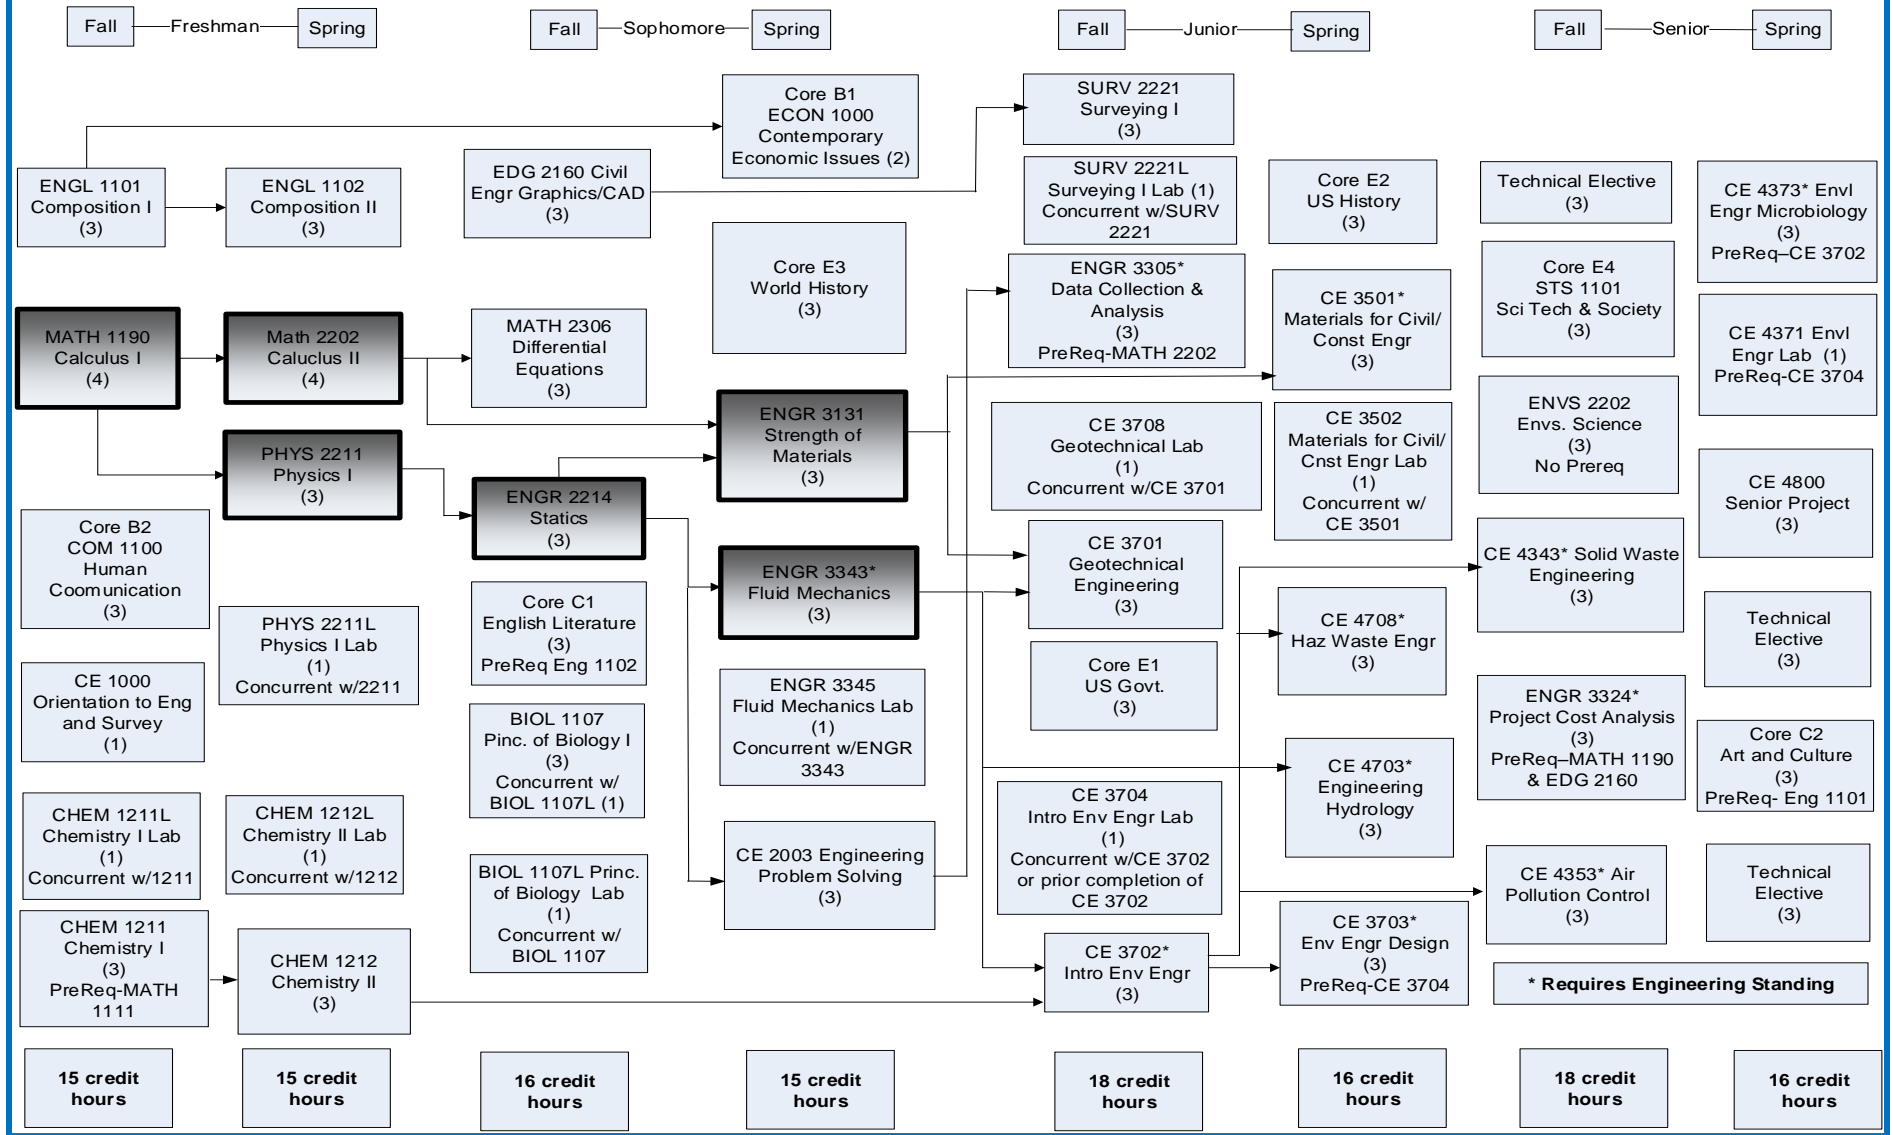 Fall
Freshman
Spring
Fall
Sophomore
Spring
Fall
Junior
Spring
Fall
Senior
Spring
ENGL 1101
Composition I
(3)
MATH 1190
Calculus I
(4)
Core B2
COM 1100
Human
Coomunication
(3)
CE 1000
Orientation to Eng
and Survey
(1)
CHEM 1211L
Chemistry I Lab
(1)
Concurrent w/1211
CHEM 1211
Chemistry I
(3)
PreReq-MATH
1111
15 credit
hours
ENGL 1102
Composition II
(3)
Math 2202
Caluclus II
(4)
PHYS 2211
Physics I
(3)
PHYS 2211L
Physics I Lab
(1)
Concurrent w/2211
CHEM 1212L
Chemistry II Lab
(1)
Concurrent w/1212
CHEM 1212
Chemistry II
(3)
15 credit
hours
EDG 2160 Civil
Engr Graphics/CAD
(3)
MATH 2306
Differential
Equations
(3)
ENGR 2214
Statics
(3)
Core C1
English Literature
(3)
PreReq Eng 1102
BIOL 1107
Pinc. of Biology I
(3)
Concurrent w/
BIOL 1107L (1)
BIOL 1107L Princ.
of Biology Lab
(1)
Concurrent w/
BIOL 1107
16 credit
hours
Core B1
ECON 1000
Contemporary
Economic Issues (2)
Core E3
World History
(3)
ENGR 3131
Strength of
Materials
(3)
ENGR 3343*
Fluid Mechanics
(3)
ENGR 3345
Fluid Mechanics Lab
(1)
Concurrent w/ENGR
3343
CE 2003 Engineering
Problem Solving
(3)
15 credit
hours
SURV 2221
Surveying I
(3)
SURV 2221L
Surveying I Lab (1)
Concurrent w/SURV
2221
ENGR 3305*
Data Collection &
Analysis
(3)
PreReq-MATH 2202
CE 3708
Geotechnical Lab
(1)
Concurrent w/CE 3701
CE 3701
Geotechnical
Engineering
(3)
Core E1
US Govt.
(3)
CE 3704
Intro Env Engr Lab
(1)
Concurrent w/CE 3702
or prior completion of
CE 3702
CE 3702*
Intro Env Engr
(3)
18 credit
hours
Core E2
US History
(3)
CE 3501*
Materials for Civil/
Const Engr
(3)
CE 3502
Materials for Civil/
Cnst Engr Lab
(1)
Concurrent w/
CE 3501
CE 4708*
Haz Waste Engr
(3)
CE 4703*
Engineering
Hydrology
(3)
CE 3703*
Env Engr Design
(3)
PreReq-CE 3704
16 credit
hours
Technical Elective
(3)
Core E4
STS 1101
Sci Tech & Society
(3)
ENVS 2202
Envs. Science
(3)
No Prereq
CE 4343* Solid Waste
Engineering
(3)
ENGR 3324*
Project Cost Analysis
(3)
PreReq–MATH 1190
& EDG 2160
CE 4353* Air
Pollution Control
(3)
* Requires Engineering Standing
18 credit
hours
CE 4373* Envl
Engr Microbiology
(3)
PreReq–CE 3702
CE 4371 Envl
Engr Lab (1)
PreReq-CE 3704
CE 4800
Senior Project
(3)
Technical
Elective
(3)
Core C2
Art and Culture
(3)
PreReq- Eng 1101
Technical
Elective
(3)
16 credit
hours